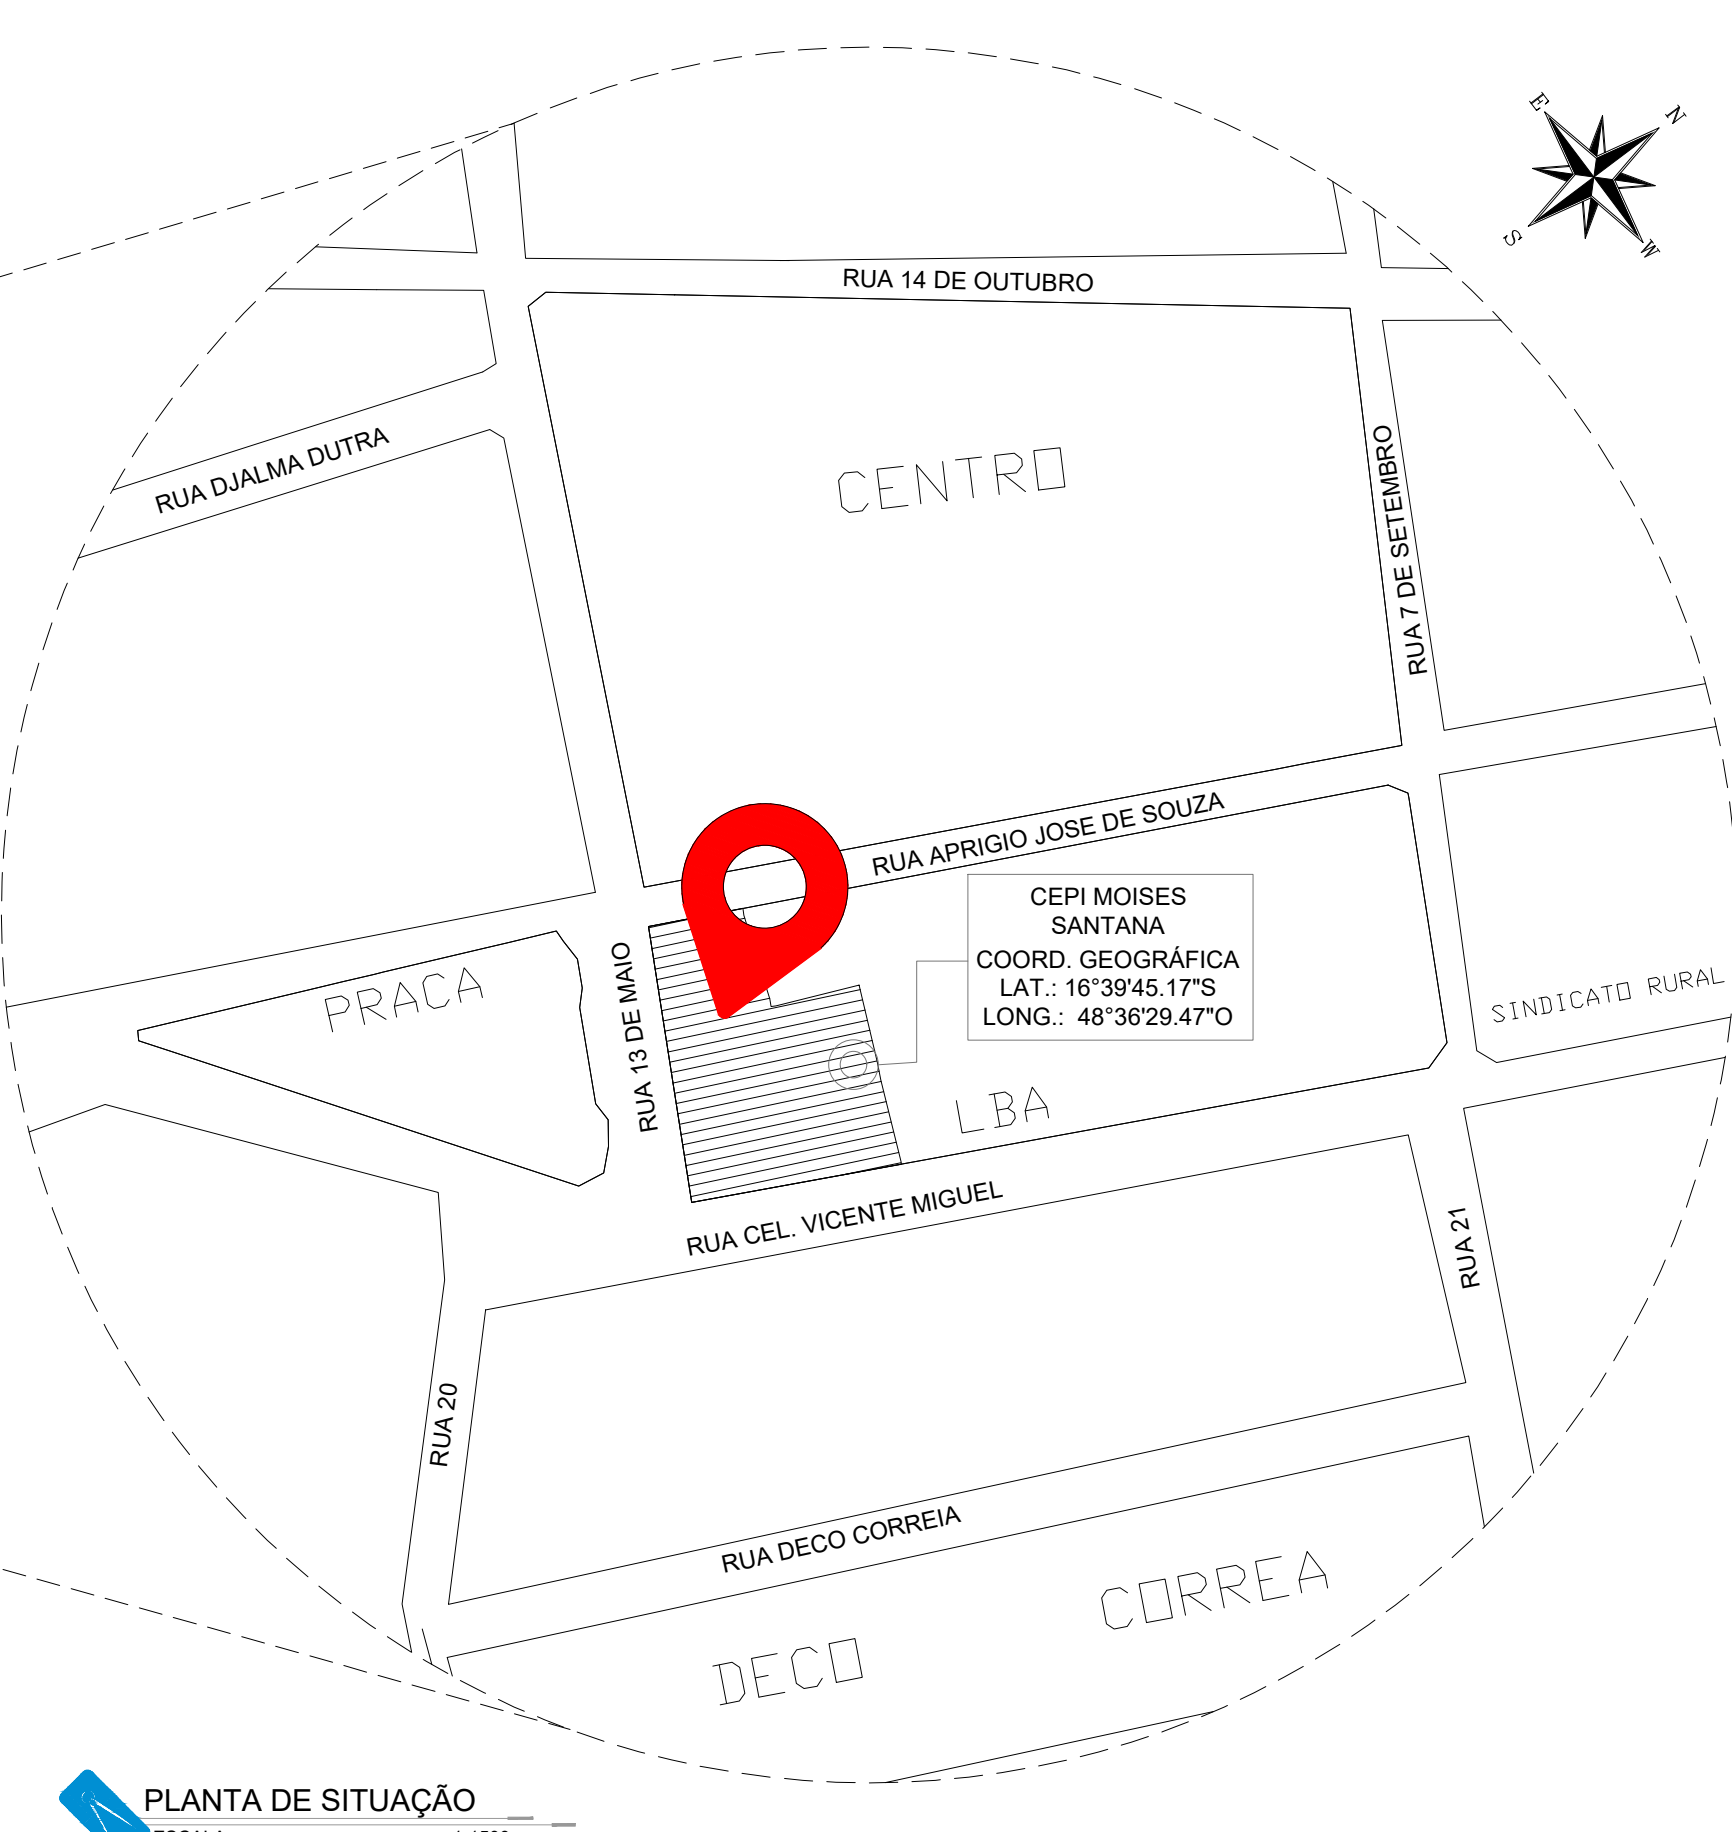 E
N
S
W
RUA 14 DE OUTUBRO
RUA DJALMA DUTRA
CENTRO
RUA 7 DE SETEMBRO
RUA APRIGIO JOSE DE SOUZA
CEPI MOISES
SANTANA
COORD. GEOGRÁFICA
LAT.: 16°39'45.17"S
LONG.: 48°36'29.47"O
PRACA
RUA 13 DE MAIO
SINDICATO RURAL
LBA
RUA CEL. VICENTE MIGUEL
RUA 21
RUA 20
RUA DECO CORREIA
DECO CORREA
PLANTA DE SITUAÇÃO